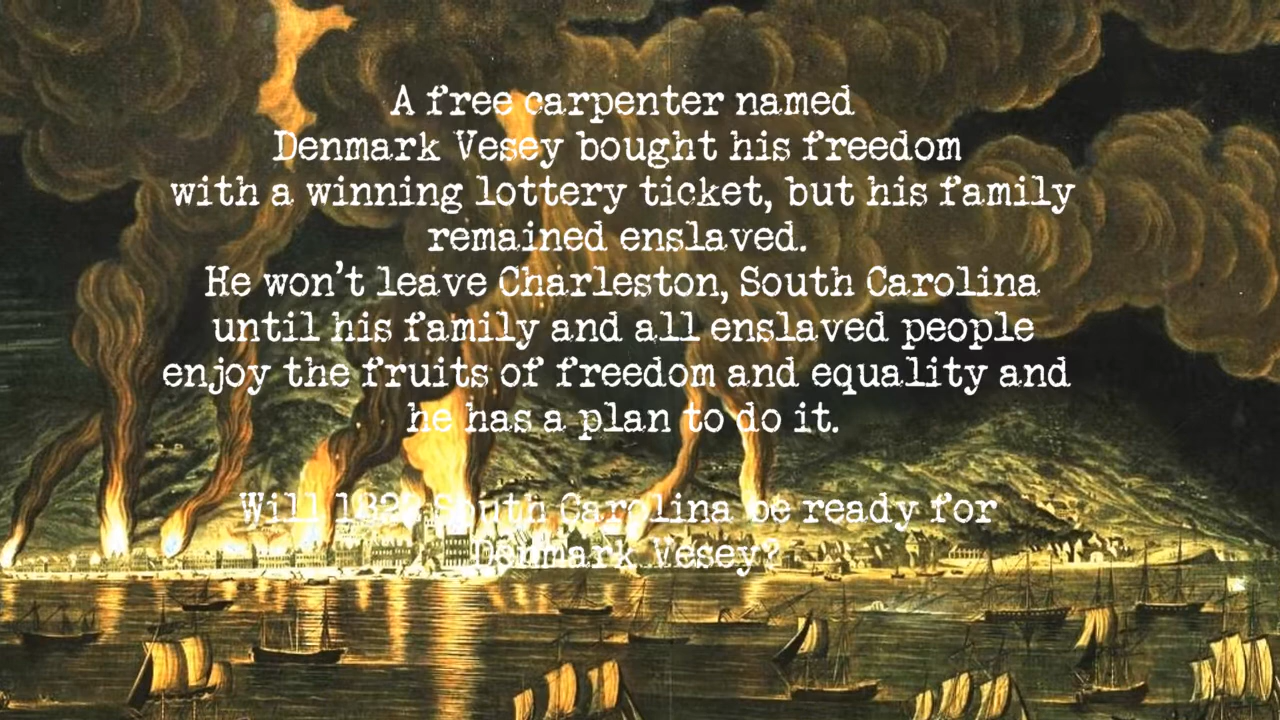 A free carpenter named
Denmark Vesey bought his freedom
with a winning lottery ticket, but his family
remained enslaved.
He won't leave Charleston, South Carolina
until his family and all enslaved people
enjoy the fruits of freedom and equality and
he has a plan to do it.
Will 1822 South Carolina be ready for
Denmark Vesey?